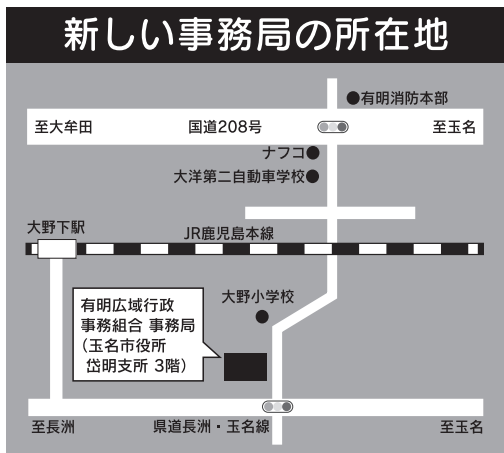 新しい事務局の所在地
●有明消防本部
至大牟田
国道208号
至玉名
ナフコ●
大洋第二自動車学校●
大野下駅
JR鹿児島本線
大野小学校
有明広域行政
事務組合 事務局
（玉名市役所
岱明支所 3階）
至長洲
県道長洲・玉名線
至玉名